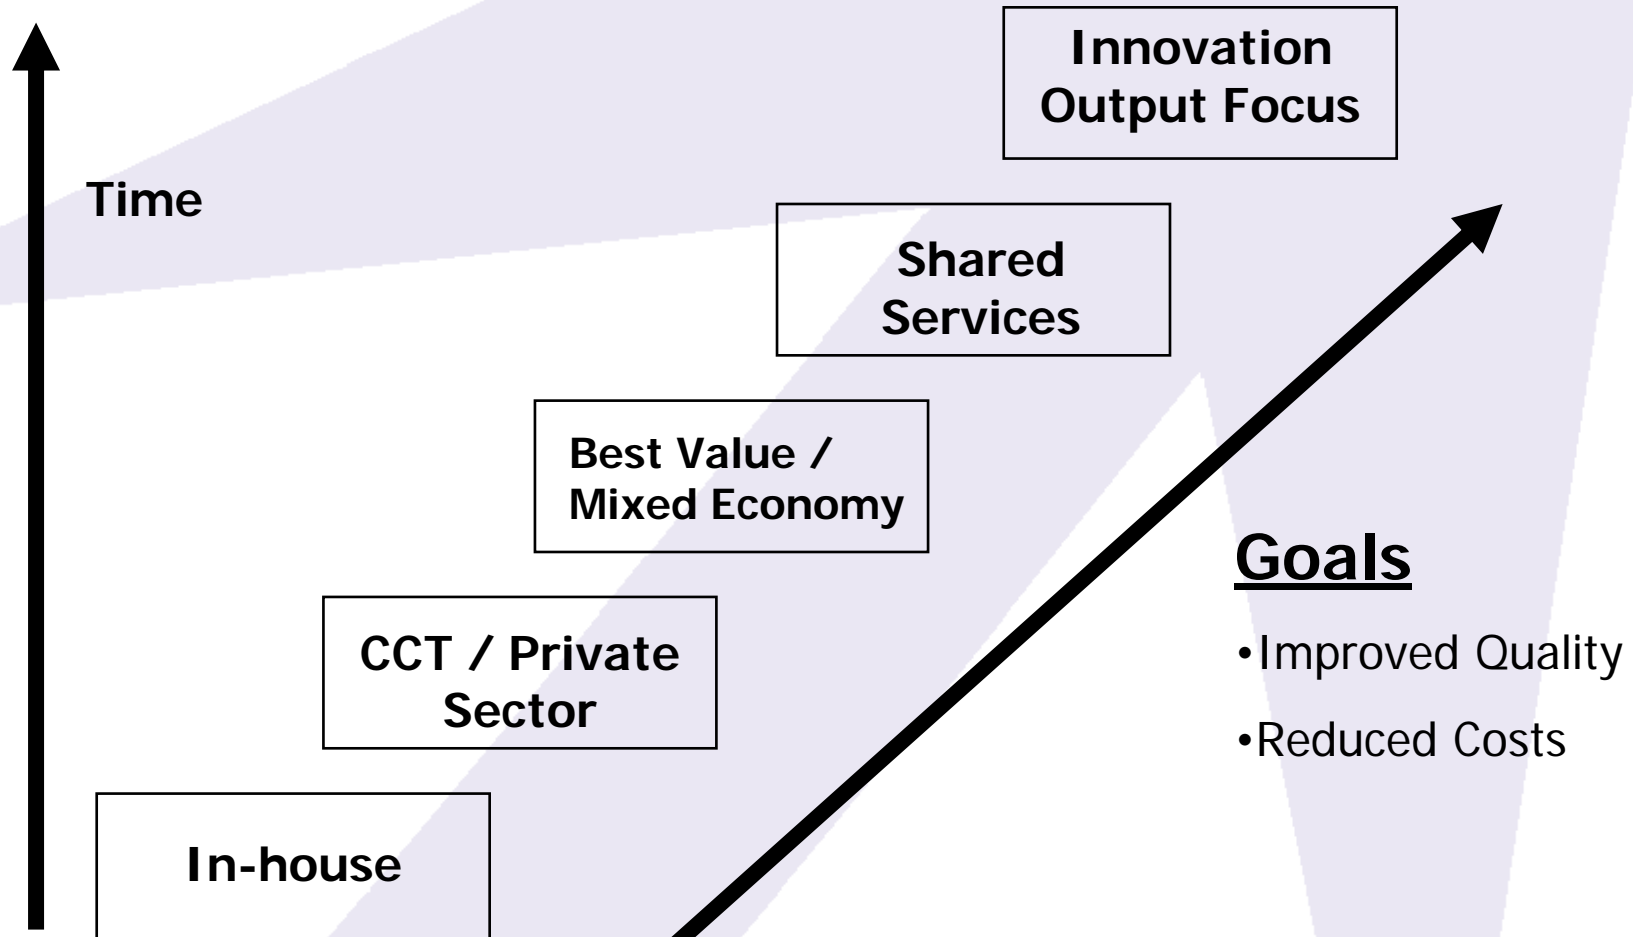 Innovation
Output Focus
Time
Shared
Services
Best Value /
Mixed Economy
Goals
•Improved Quality
CCT / Private
Sector
•Reduced Costs
In-house